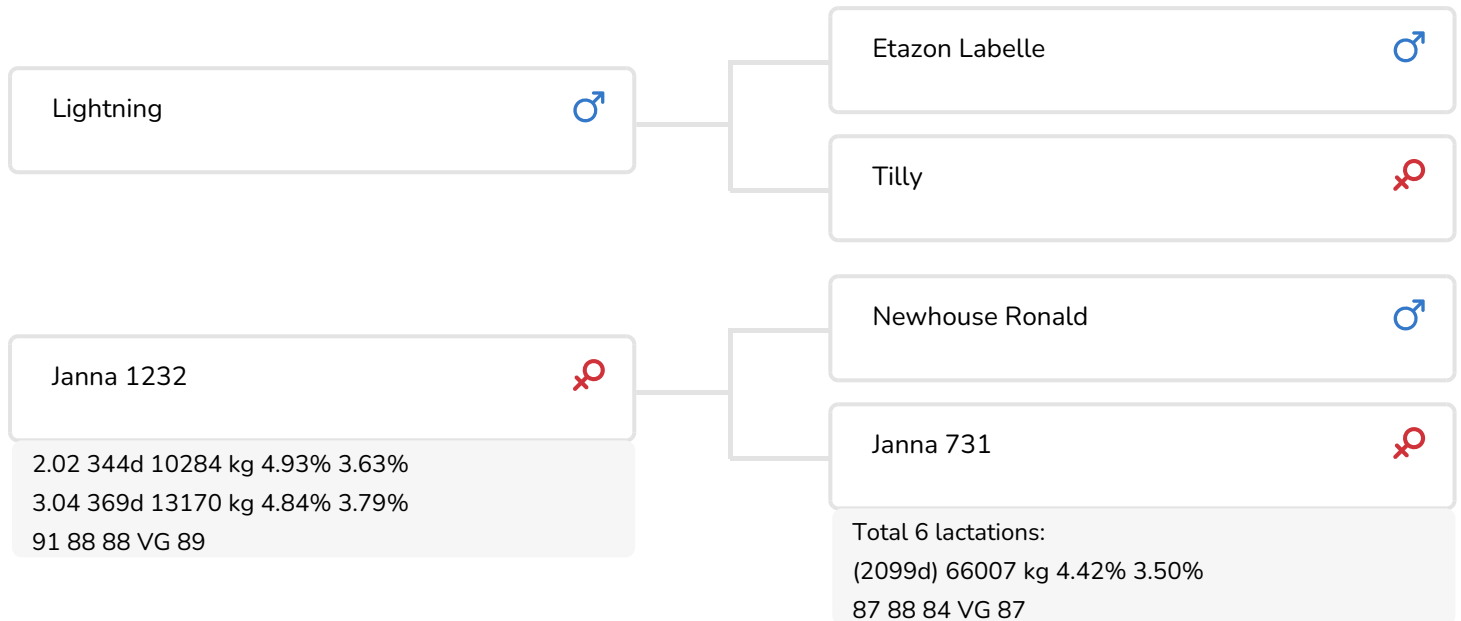 Lightning
Etazon Labelle
Tilly
Janna 1232
2.02 344d 10284 kg 4.93% 3.63%
3.04 369d 13170 kg 4.84% 3.79%
91 88 88 VG 89
Newhouse Ronald
Janna 731
Total 6 lactations:
(2099d) 66007 kg 4.42% 3.50%
87 88 84 VG 87